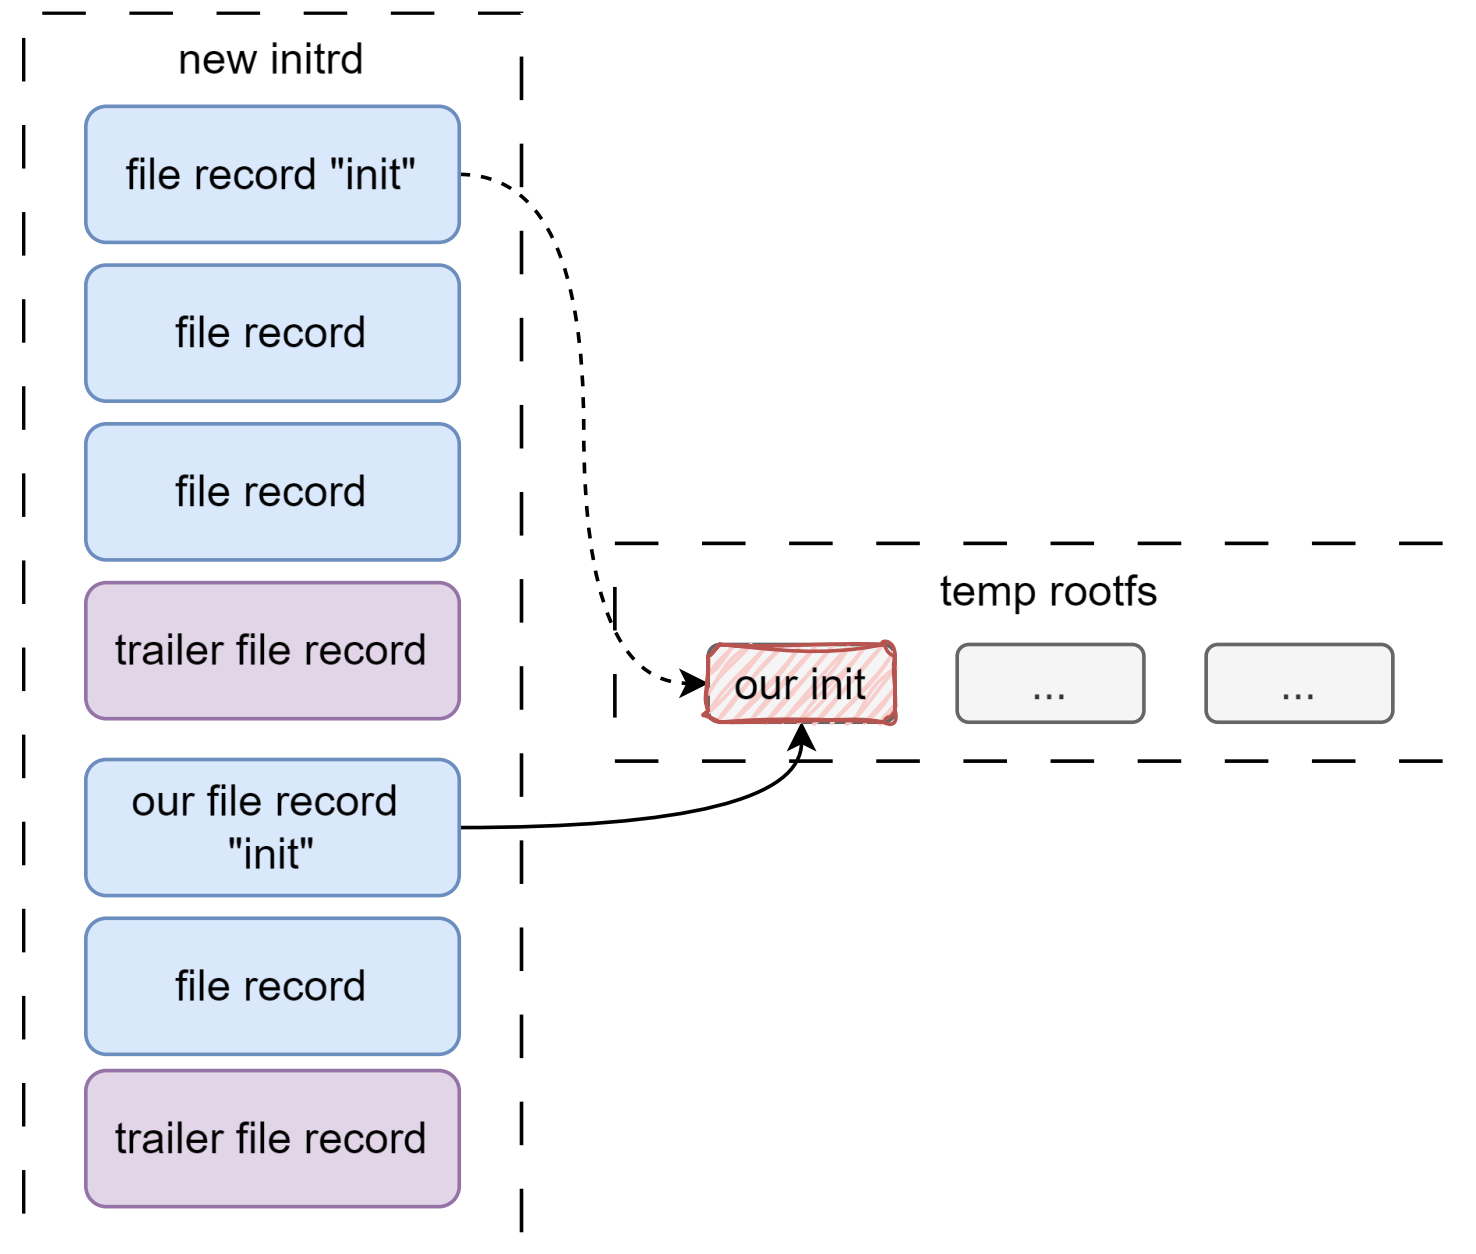 new initrd
file record "init"
file record
file record
trailer file record
our file record
"init"
file record
trailer file record
temp rootfs
our init
...
...